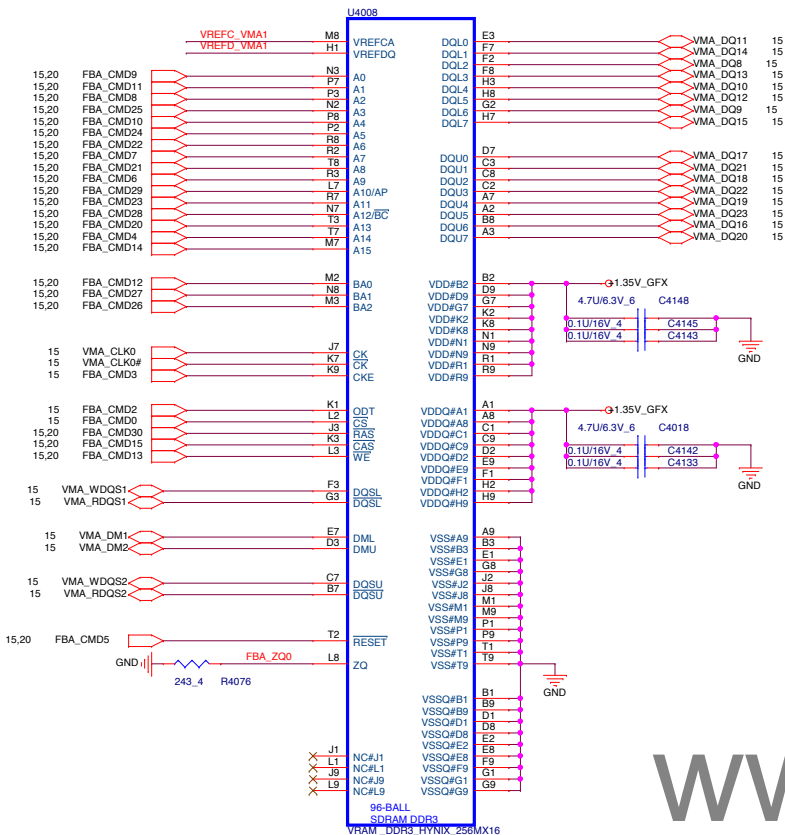 U4008
VREFC_VMA1 M8 VREFCA
VREFD_VMA1 H1 VREFDQ
15,20 FBA_CMD9 N3 A0
15,20 FBA_CMD11 P7 A1
15,20 FBA_CMD8 P3 A2
15,20 FBA_CMD25 N2 A3
15,20 FBA_CMD10 P8 A4
15,20 FBA_CMD24 P2 A5
15,20 FBA_CMD22 R8 A6
15,20 FBA_CMD7 R2 A7
15,20 FBA_CMD21 T8 A8
15,20 FBA_CMD6 R3 A9
15,20 FBA_CMD29 L7 A10/AP
15,20 FBA_CMD23 R7 A11
15,20 FBA_CMD28 N7 A12/BC
15,20 FBA_CMD20 T3 A13
15,20 FBA_CMD4 T7 A14
15,20 FBA_CMD14 M7 A15
15,20 FBA_CMD12 M2 BA0
15,20 FBA_CMD27 N8 BA1
15,20 FBA_CMD26 M3 BA2
15 VMA_CLK0 J7 CK
15 VMA_CLK0# K7 CK
15 FBA_CMD3 K9 CKE
15 FBA_CMD2 K1 ODT
15 FBA_CMD0 L2 CS
15,20 FBA_CMD30 J3 RAS
15,20 FBA_CMD15 K3 CAS
15,20 FBA_CMD13 L3 WE
15 VMA_WDQS1 F3 DQSL
15 VMA_RDQS1 G3 DQSL
15 VMA_DM1 E7 DML
15 VMA_DM2 D3 DMU
15 VMA_WDQS2 C7 DQSU
15 VMA_RDQS2 B7 DQSU
15,20 FBA_CMD5 T2 RESET
GND FBA_ZQ0 L8 ZQ
243_4 R4076
J1 NC#J1
L1 NC#L1
J9 NC#J9
L9 NC#L9
DQL0 E3 VMA_DQ11 15
DQL1 F7 VMA_DQ14 15
DQL2 F2 VMA_DQ8 15
DQL3 F8 VMA_DQ13 15
DQL4 H3 VMA_DQ10 15
DQL5 H8 VMA_DQ12 15
DQL6 G2 VMA_DQ9 15
DQL7 H7 VMA_DQ15 15
DQU0 D7 VMA_DQ17 15
DQU1 C3 VMA_DQ21 15
DQU2 C8 VMA_DQ18 15
DQU3 C2 VMA_DQ22 15
DQU4 A7 VMA_DQ19 15
DQU5 A2 VMA_DQ23 15
DQU6 B8 VMA_DQ16 15
DQU7 A3 VMA_DQ20 15
VDD#B2 B2
VDD#D9 D9
VDD#G7 G7
VDD#K2 K2
VDD#K8 K8
VDD#N1 N1
VDD#N9 N9
VDD#R1 R1
VDD#R9 R9
1.35V_GFX
4.7U/6.3V_6 C4148
0.1U/16V_4 C4145
0.1U/16V_4 C4143
GND
VDDQ#A1 A1
VDDQ#A8 A8
VDDQ#C1 C1
VDDQ#C9 C9
VDDQ#D2 D2
VDDQ#E9 E9
VDDQ#F1 F1
VDDQ#H2 H2
VDDQ#H9 H9
1.35V_GFX
4.7U/6.3V_6 C4018
0.1U/16V_4 C4142
0.1U/16V_4 C4133
GND
VSS#A9 A9
VSS#B3 B3
VSS#E1 E1
VSS#G8 G8
VSS#J2 J2
VSS#J8 J8
VSS#M1 M1
VSS#M9 M9
VSS#P1 P1
VSS#P9 P9
VSS#T1 T1
VSS#T9 T9
GND
VSSQ#B1 B1
VSSQ#B9 B9
VSSQ#D1 D1
VSSQ#D8 D8
VSSQ#E2 E2
VSSQ#E8 E8
VSSQ#F9 F9
VSSQ#G1 G1
VSSQ#G9 G9
96-BALL
SDRAM DDR3
VRAM _DDR3_HYNIX_256MX16